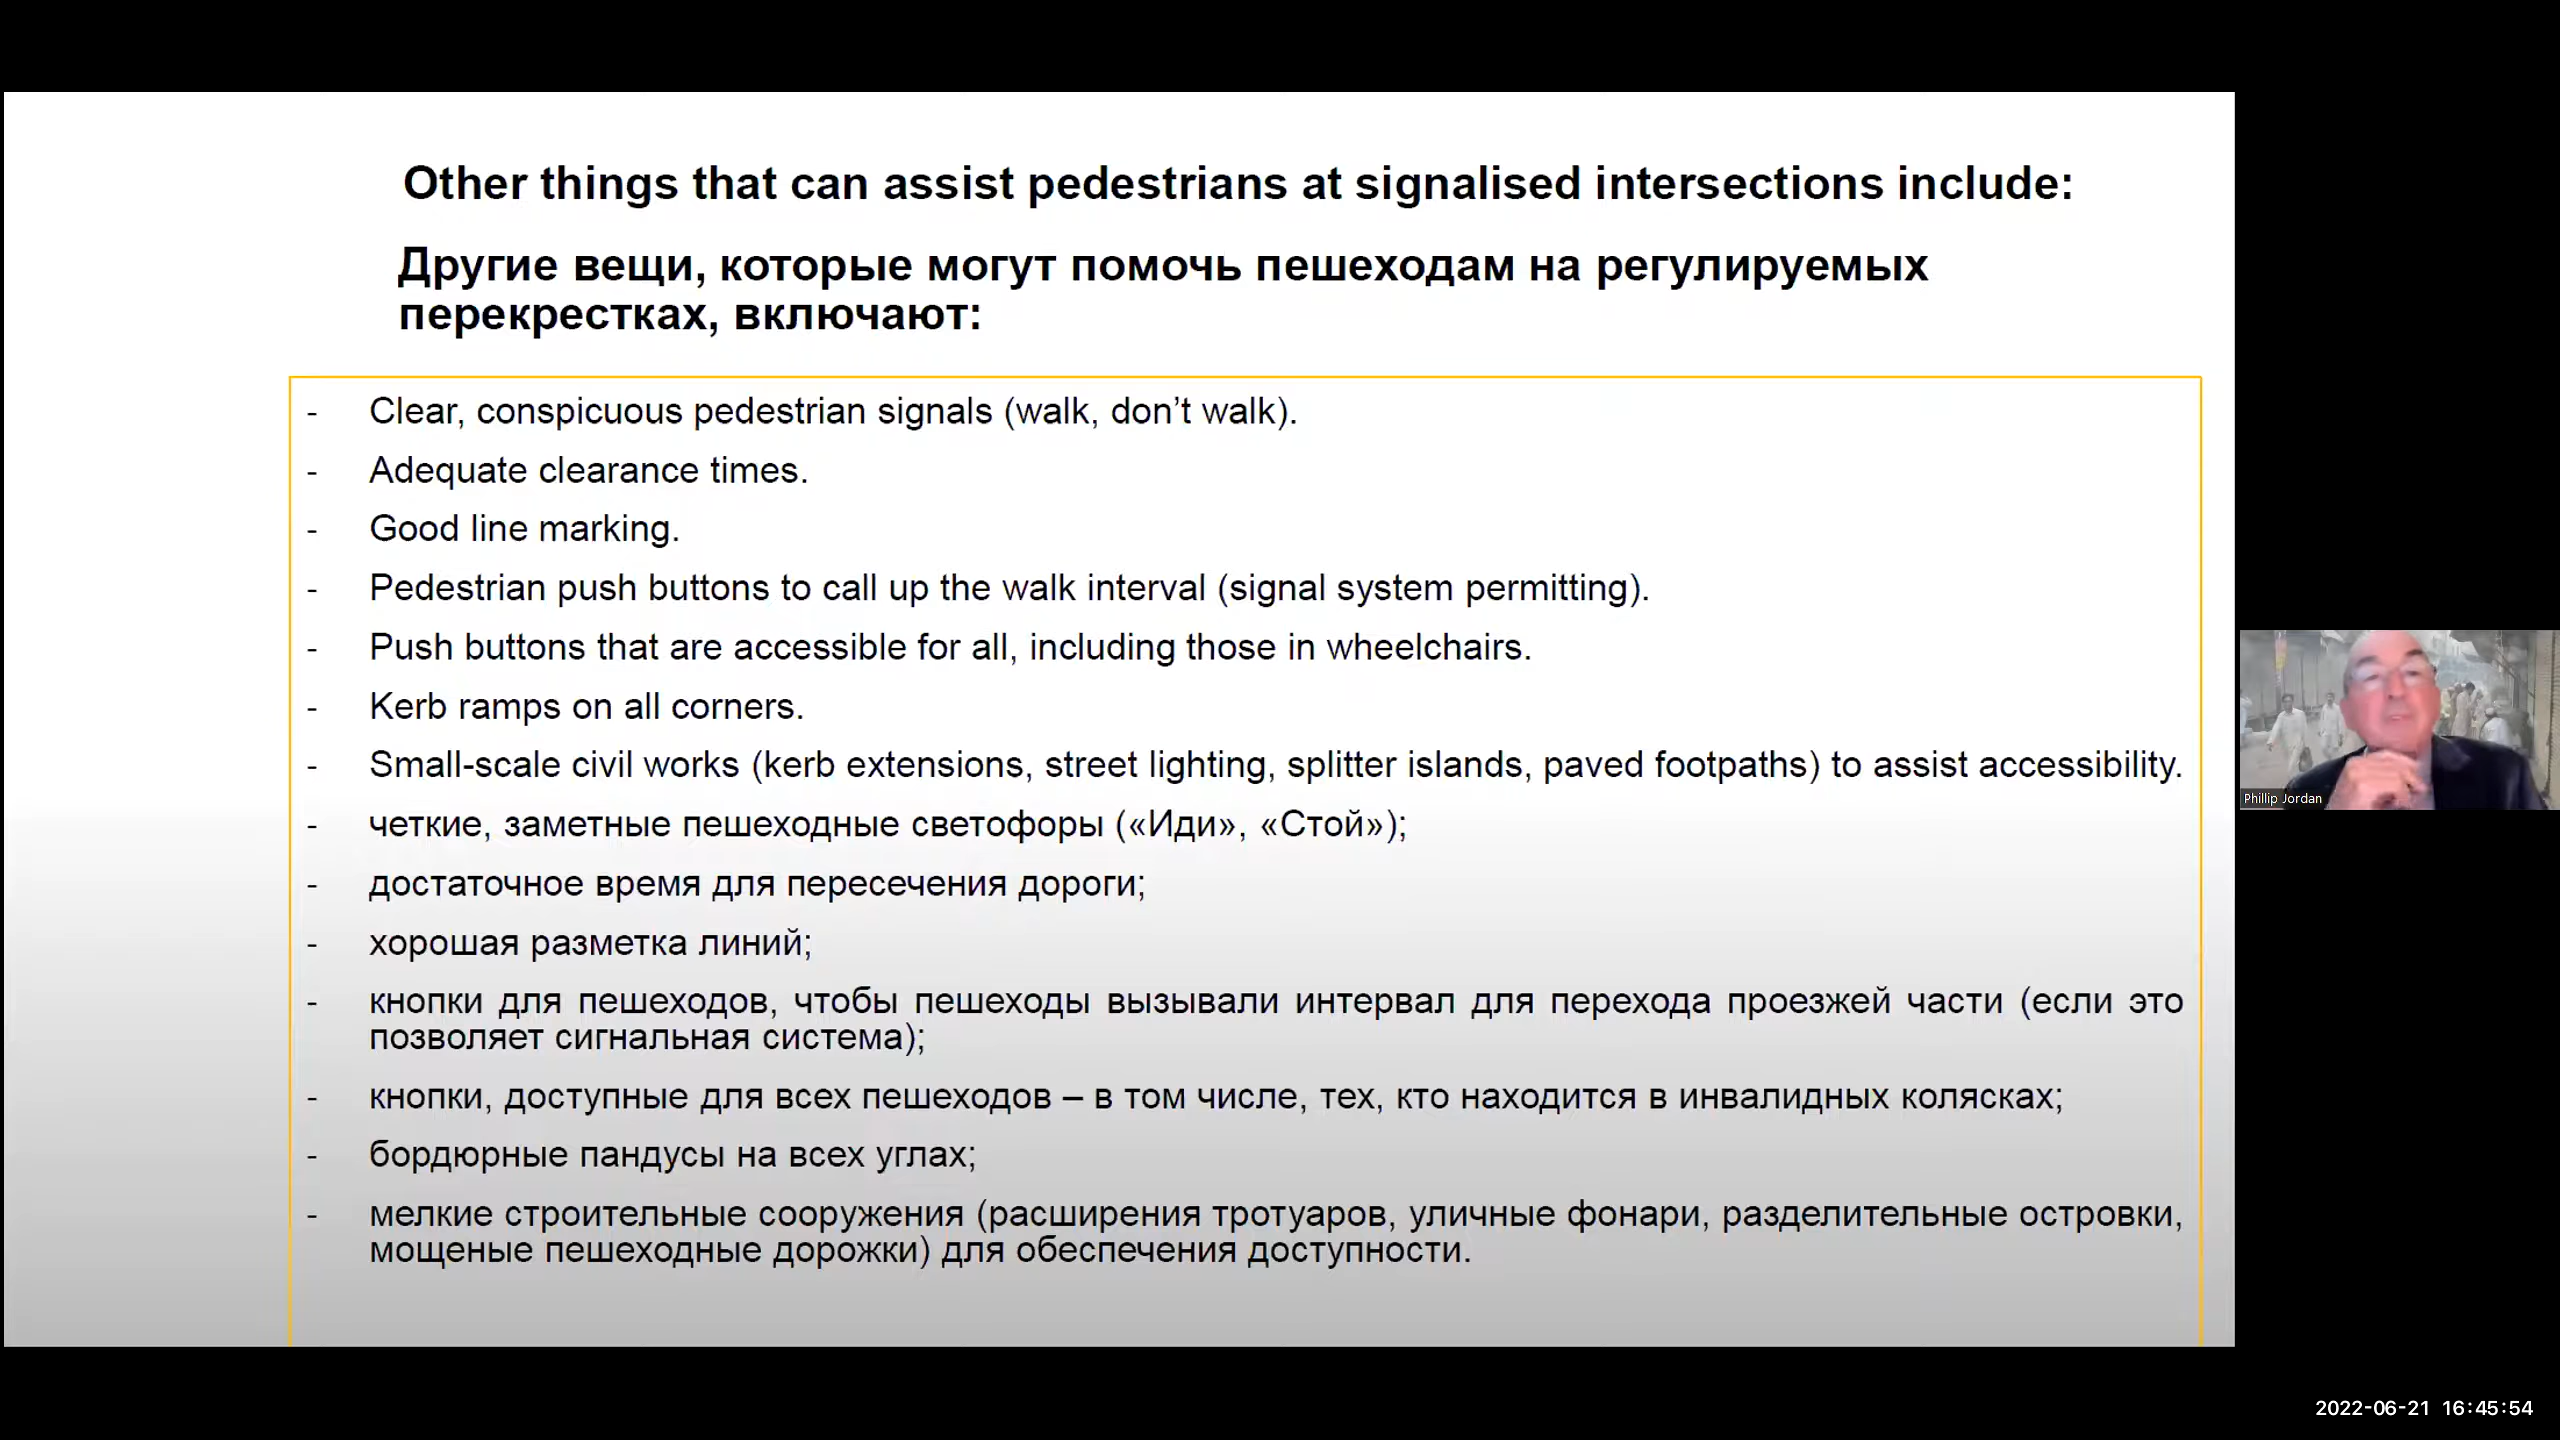 Other things that can assist pedestrians at signalised intersections include:
Другие вещи, которые могут помочь пешеходам на регулируемых
перекрестках, включают:
- Clear, conspicuous pedestrian signals (walk, don’t walk).
- Adequate clearance times.
- Good line marking.
- Pedestrian push buttons to call up the walk interval (signal system permitting).
- Push buttons that are accessible for all, including those in wheelchairs.
- Kerb ramps on all corners.
- Small-scale civil works (kerb extensions, street lighting, splitter islands, paved footpaths) to assist accessibility.
- четкие, заметные пешеходные светофоры («Иди», «Стой»);
- достаточное время для пересечения дороги;
- хорошая разметка линий;
- кнопки для пешеходов, чтобы пешеходы вызывали интервал для перехода проезжей части (если это
позволяет сигнальная система);
- кнопки, доступные для всех пешеходов – в том числе, тех, кто находится в инвалидных колясках;
- бордюрные пандусы на всех углах;
- мелкие строительные сооружения (расширения тротуаров, уличные фонари, разделительные островки,
мощеные пешеходные дорожки) для обеспечения доступности.
Phillip Jordan
2022-06-21 16:45:54